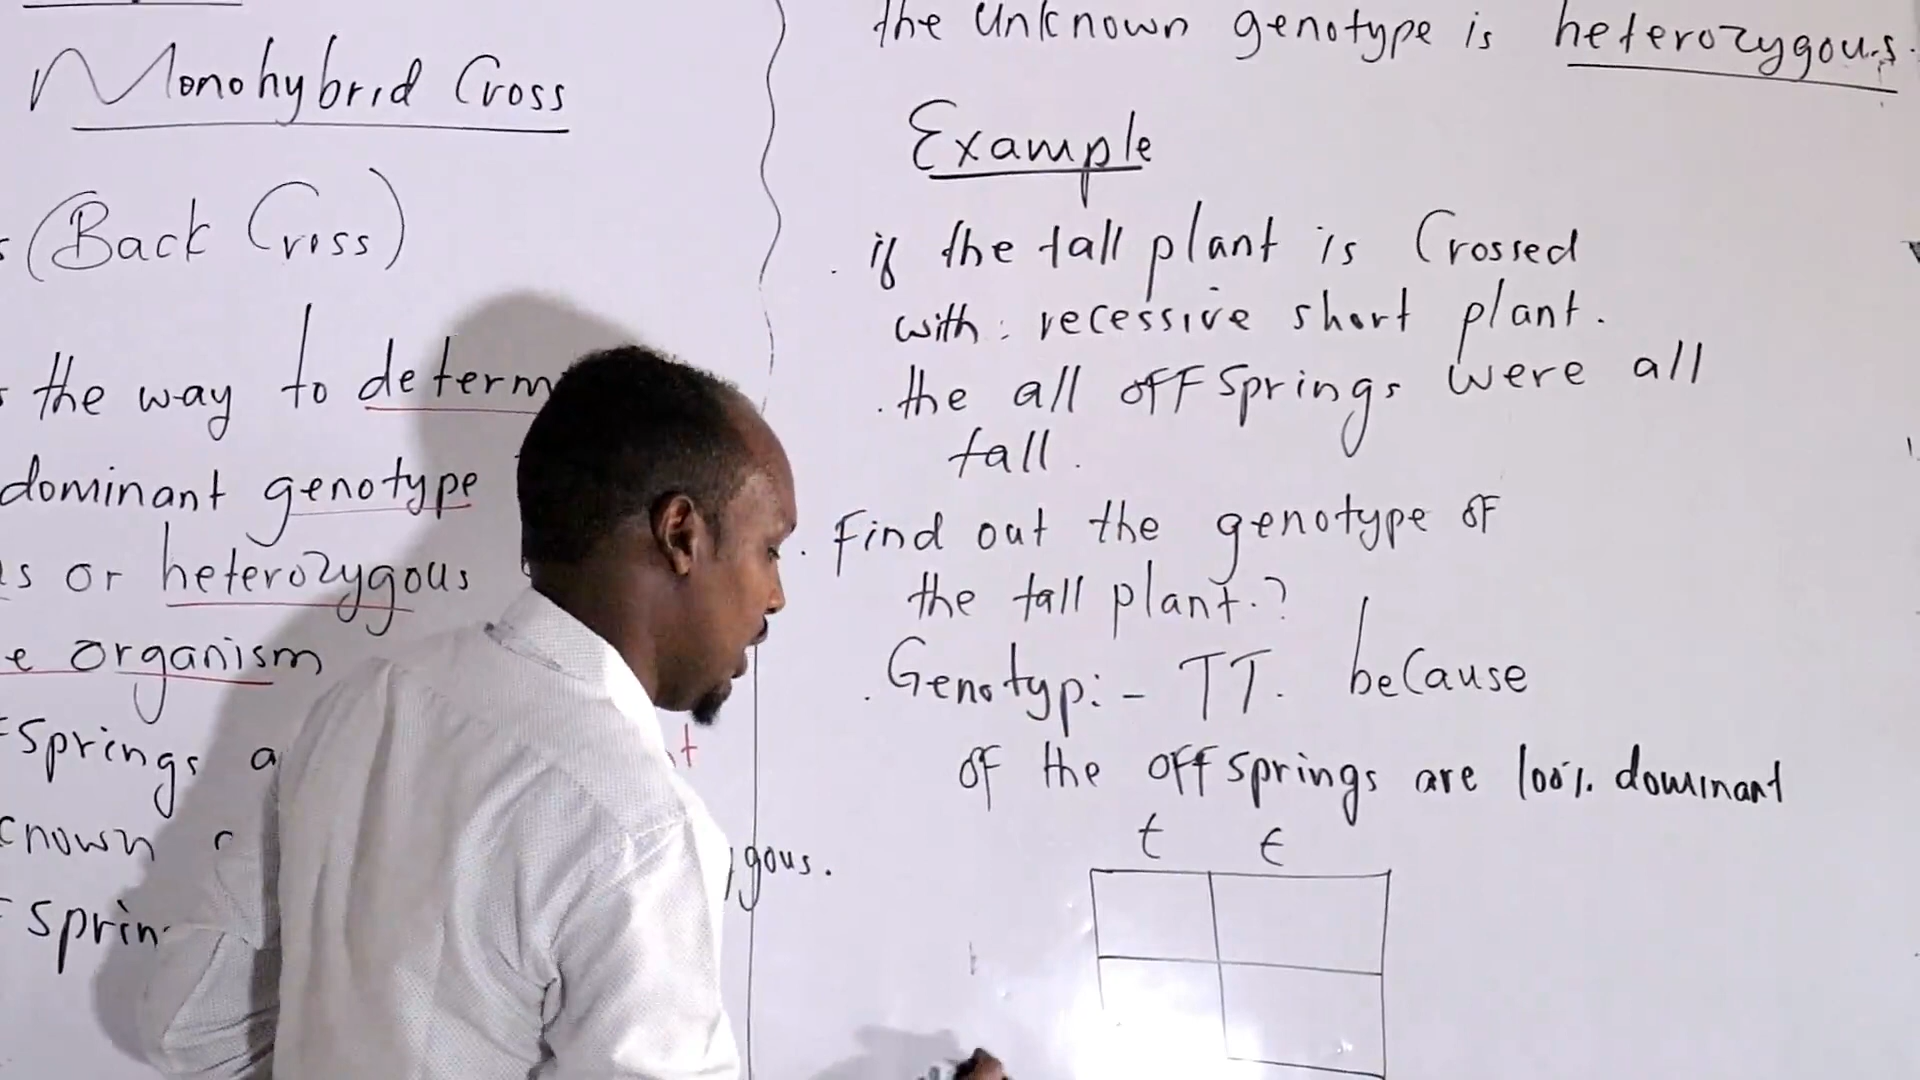 Monohybrid Cross
(Back Cross)
the way to determ
dominant genotype
or heterozygous
organism
springs a
nown
sprin
gous.
the unknown genotype is heterozygous.
Example
. if the tall plant is Crossed
with: recessive short plant.
. the all offsprings were all
tall.
. Find out the genotype of
the tall plant.?
. Genotyp:- TT. because
of the offsprings are 100%. dominant
t t